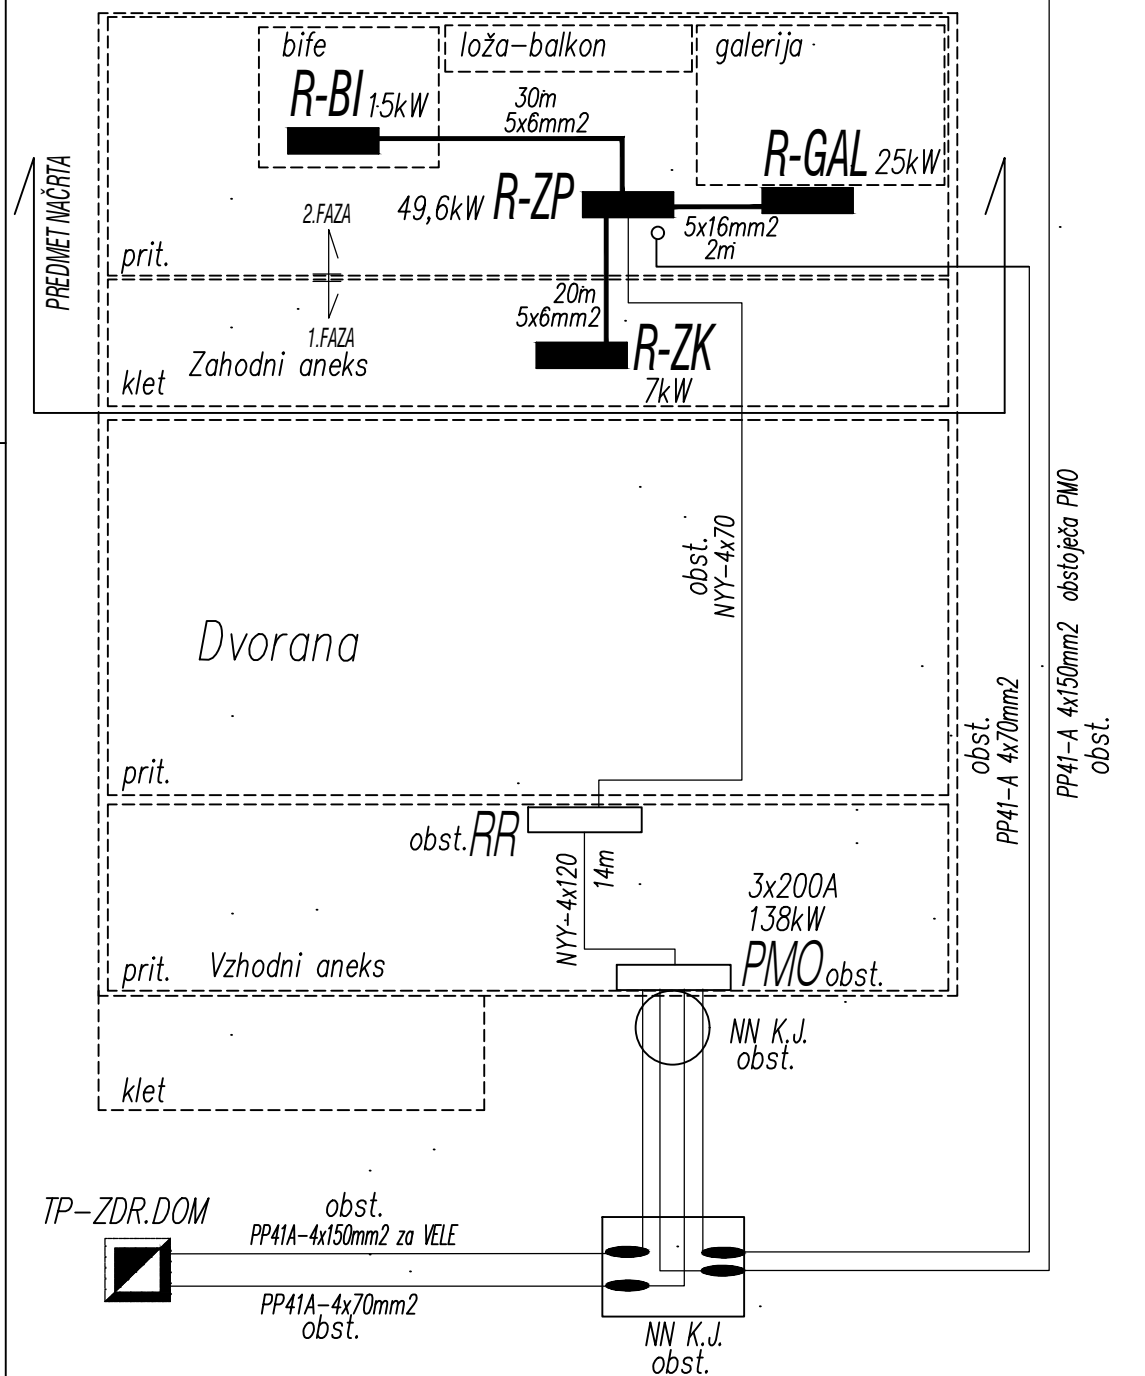 bife
loža-balkon
galerija
R-BI 15kW
30m
5x6mm2
R-GAL 25kW
49,6kW R-ZP
5x16mm2
2m
PREDMET NAČRTA
2.FAZA
prit.
20m
5x6mm2
1.FAZA
Zahodni aneks
klet
R-ZK
7kW
obst.
NYY-4x70
Dvorana
prit.
obst.
PP41-A 4x70mm2
PP41-A 4x150mm2 obstoječa PMO
obst.
obst.RR
NYY-4x120
14m
3x200A
138kW
PMO obst.
prit.
Vzhodni aneks
NN K.J.
obst.
klet
TP-ZDR.DOM
obst.
PP41A-4x150mm2 za VELE
PP41A-4x70mm2
obst.
NN K.J.
obst.